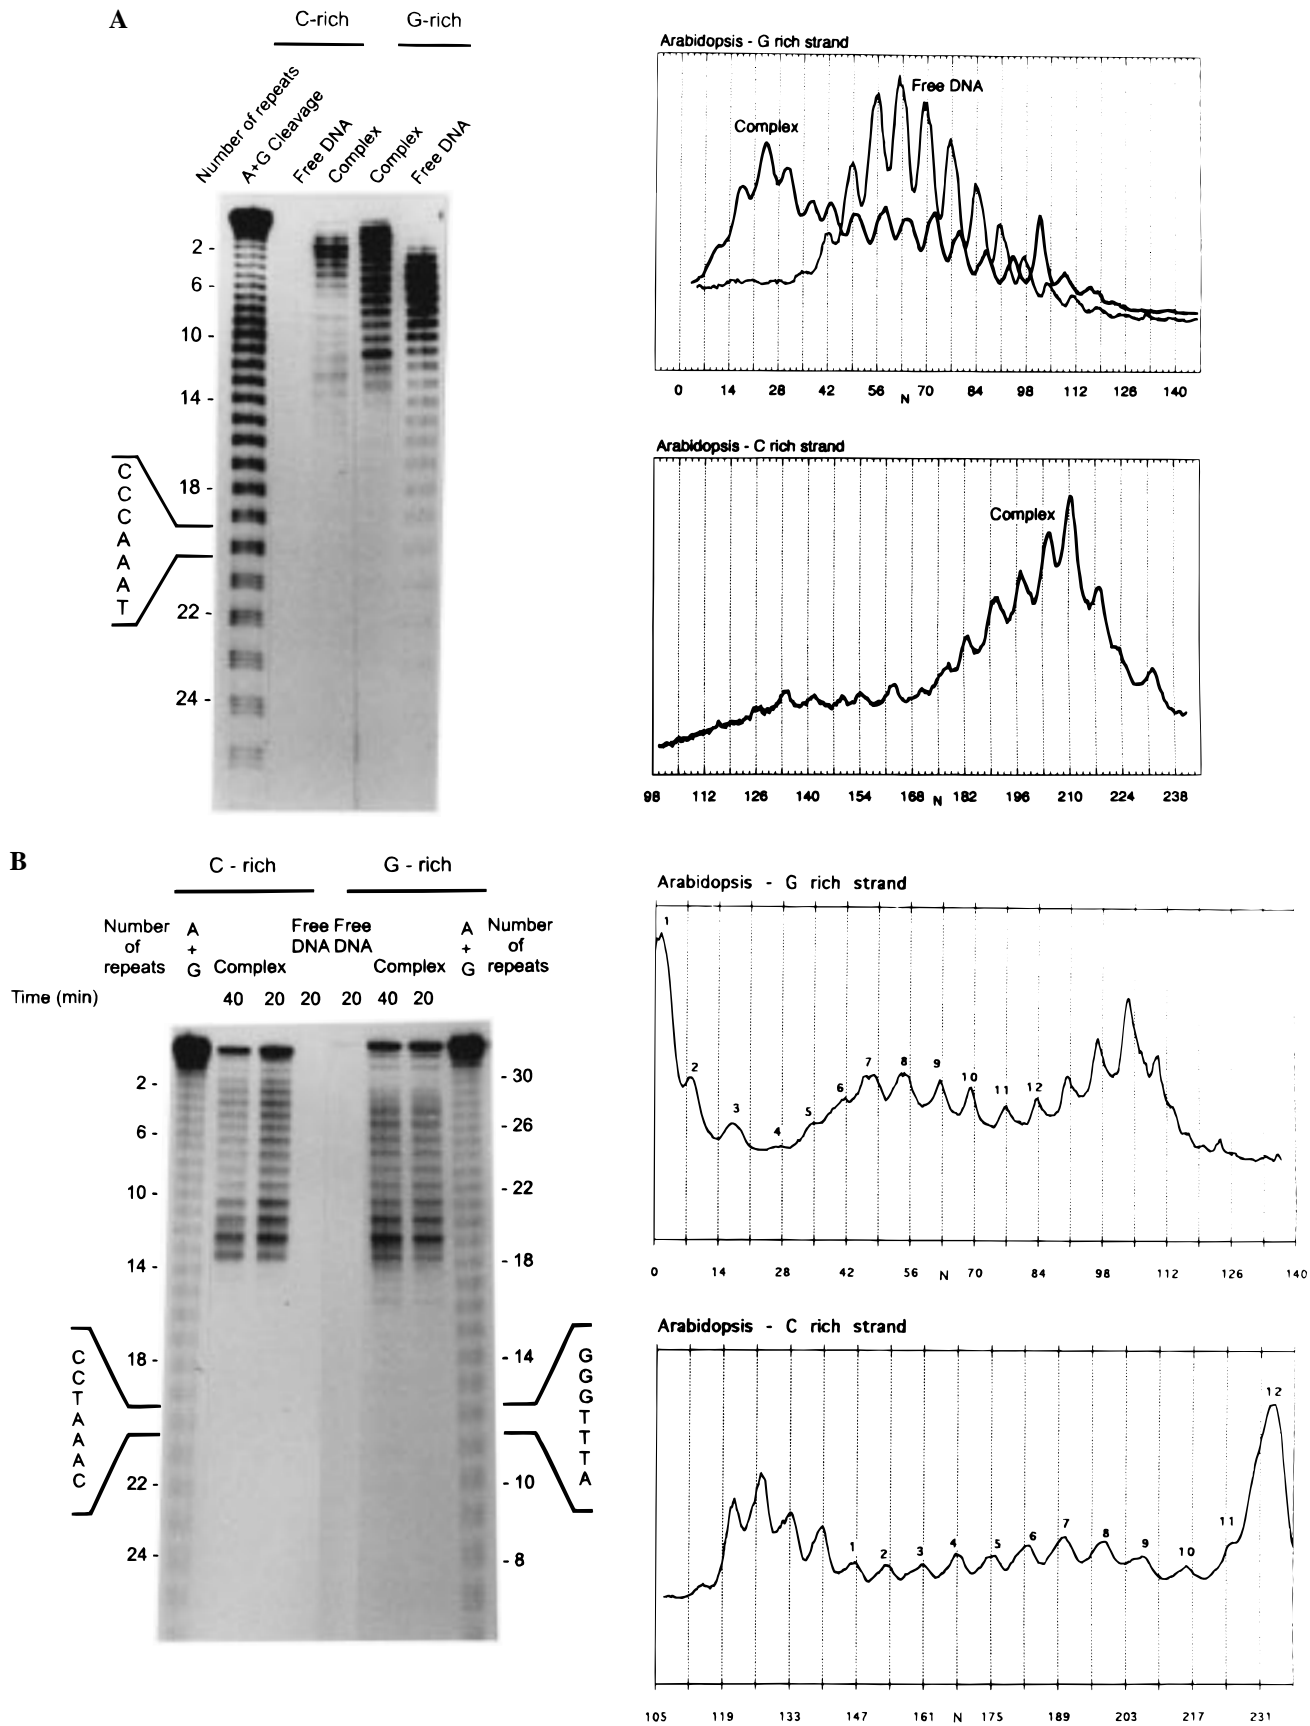 A
C-rich
G-rich
Number of repeats
A+G Cleavage
Free DNA
Complex
Complex
Free DNA
2 -
6 -
10 -
14 -
18 -
22 -
24 -
C
C
C
A
A
A
T
Arabidopsis - G rich strand
Free DNA
Complex
0 14 28 42 56 N 70 84 98 112 126 140
Arabidopsis - C rich strand
Complex
98 112 126 140 154 168 N 182 196 210 224 238
B
C - rich
G - rich
Number of repeats
A + G
Complex
Free DNA
Free DNA
Complex
A + G
Number of repeats
Time (min)
40 20 20 20 40 20
2 -
6 -
10 -
14 -
18 -
22 -
24 -
- 30
- 26
- 22
- 18
- 14
- 10
- 8
C
C
T
A
A
A
C
G
G
G
T
T
T
A
Arabidopsis - G rich strand
1 2 3 4 5 6 7 8 9 10 11 12
0 14 28 42 56 N 70 84 98 112 126 140
Arabidopsis - C rich strand
1 2 3 4 5 6 7 8 9 10 11 12
105 119 133 147 161 N 175 189 203 217 231